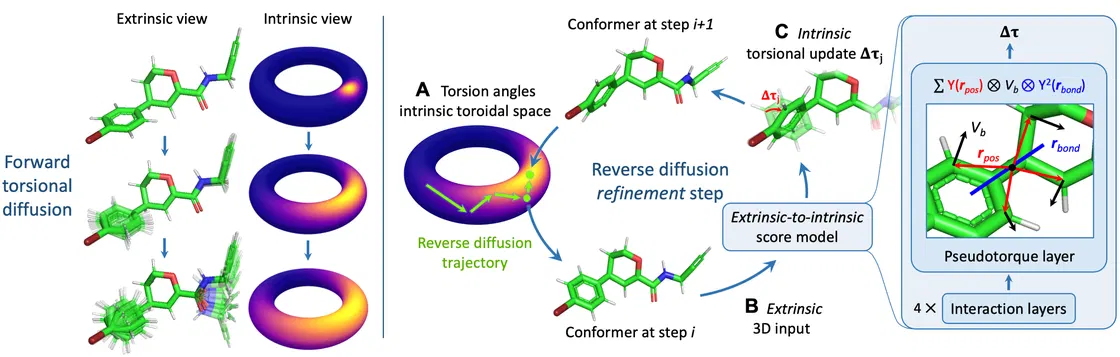 Extrinsic view
Intrinsic view
Forward
torsional
diffusion
A Torsion angles
intrinsic toroidal space
Reverse diffusion
trajectory
Conformer at step i+1
Reverse diffusion
refinement step
Conformer at step i
B Extrinsic
3D input
C Intrinsic
torsional update Δτj
Δτj
Extrinsic-to-intrinsic
score model
Δτ
∑ Y(rpos) ⊗ Vb ⊗ Y²(rbond)
Vb
rpos
rbond
Pseudotorque layer
4 ×
Interaction layers